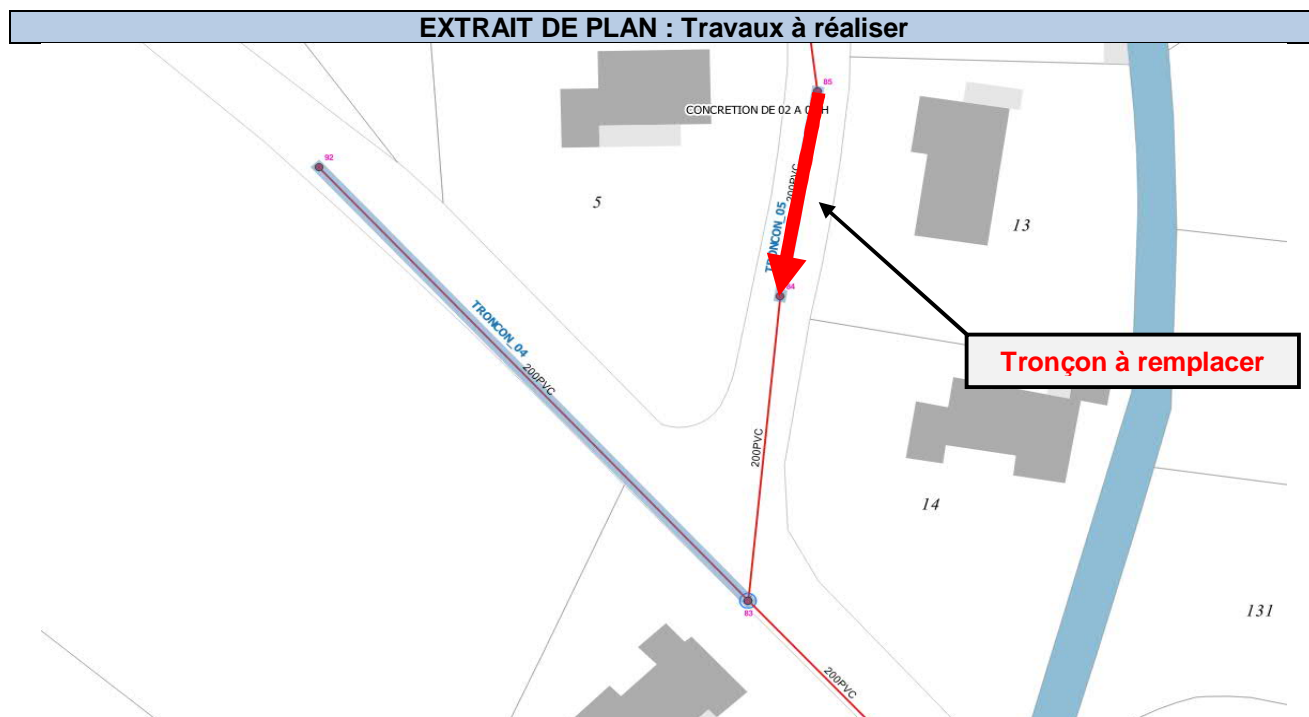 EXTRAIT DE PLAN : Travaux à réaliser
85
CONCRETION DE 02 A
92
200PVC
5
13
TRONCON_05
TRONCON_04
Tronçon à remplacer
200PVC
200PVC
14
83
131
200PVC